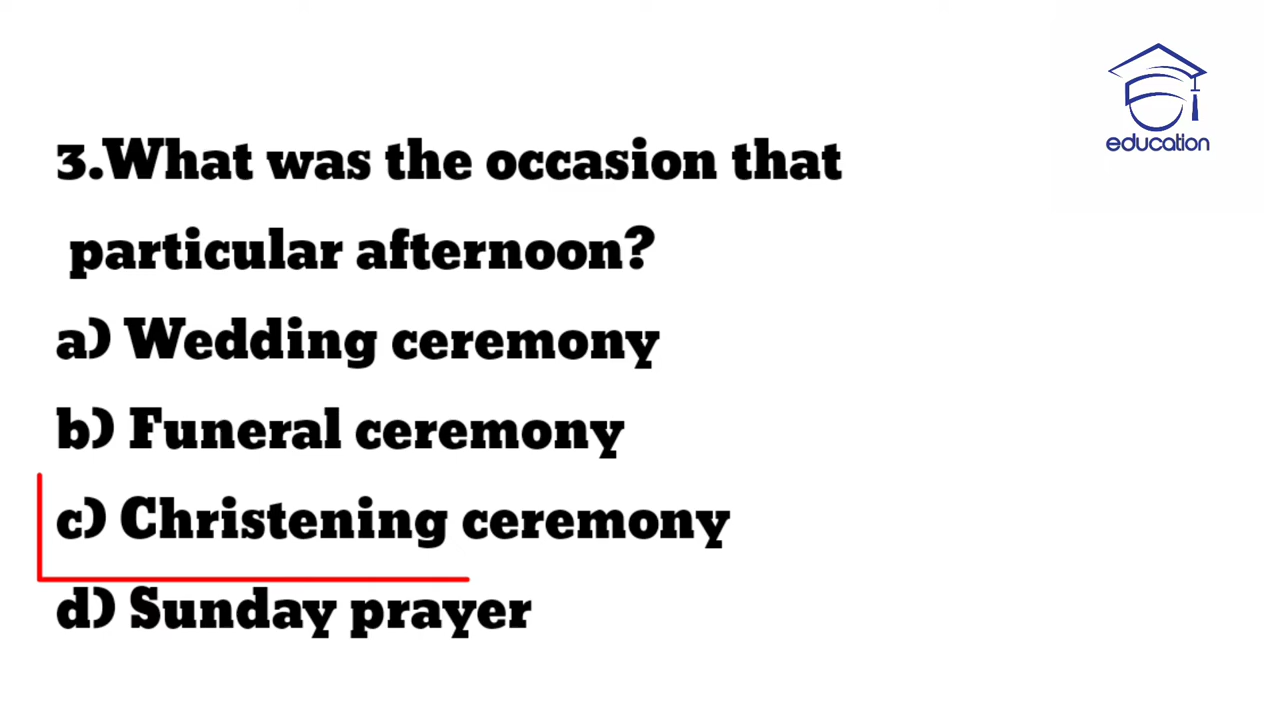 education
3.What was the occasion that
particular afternoon?
a) Wedding ceremony
b) Funeral ceremony
c) Christening ceremony
d) Sunday prayer